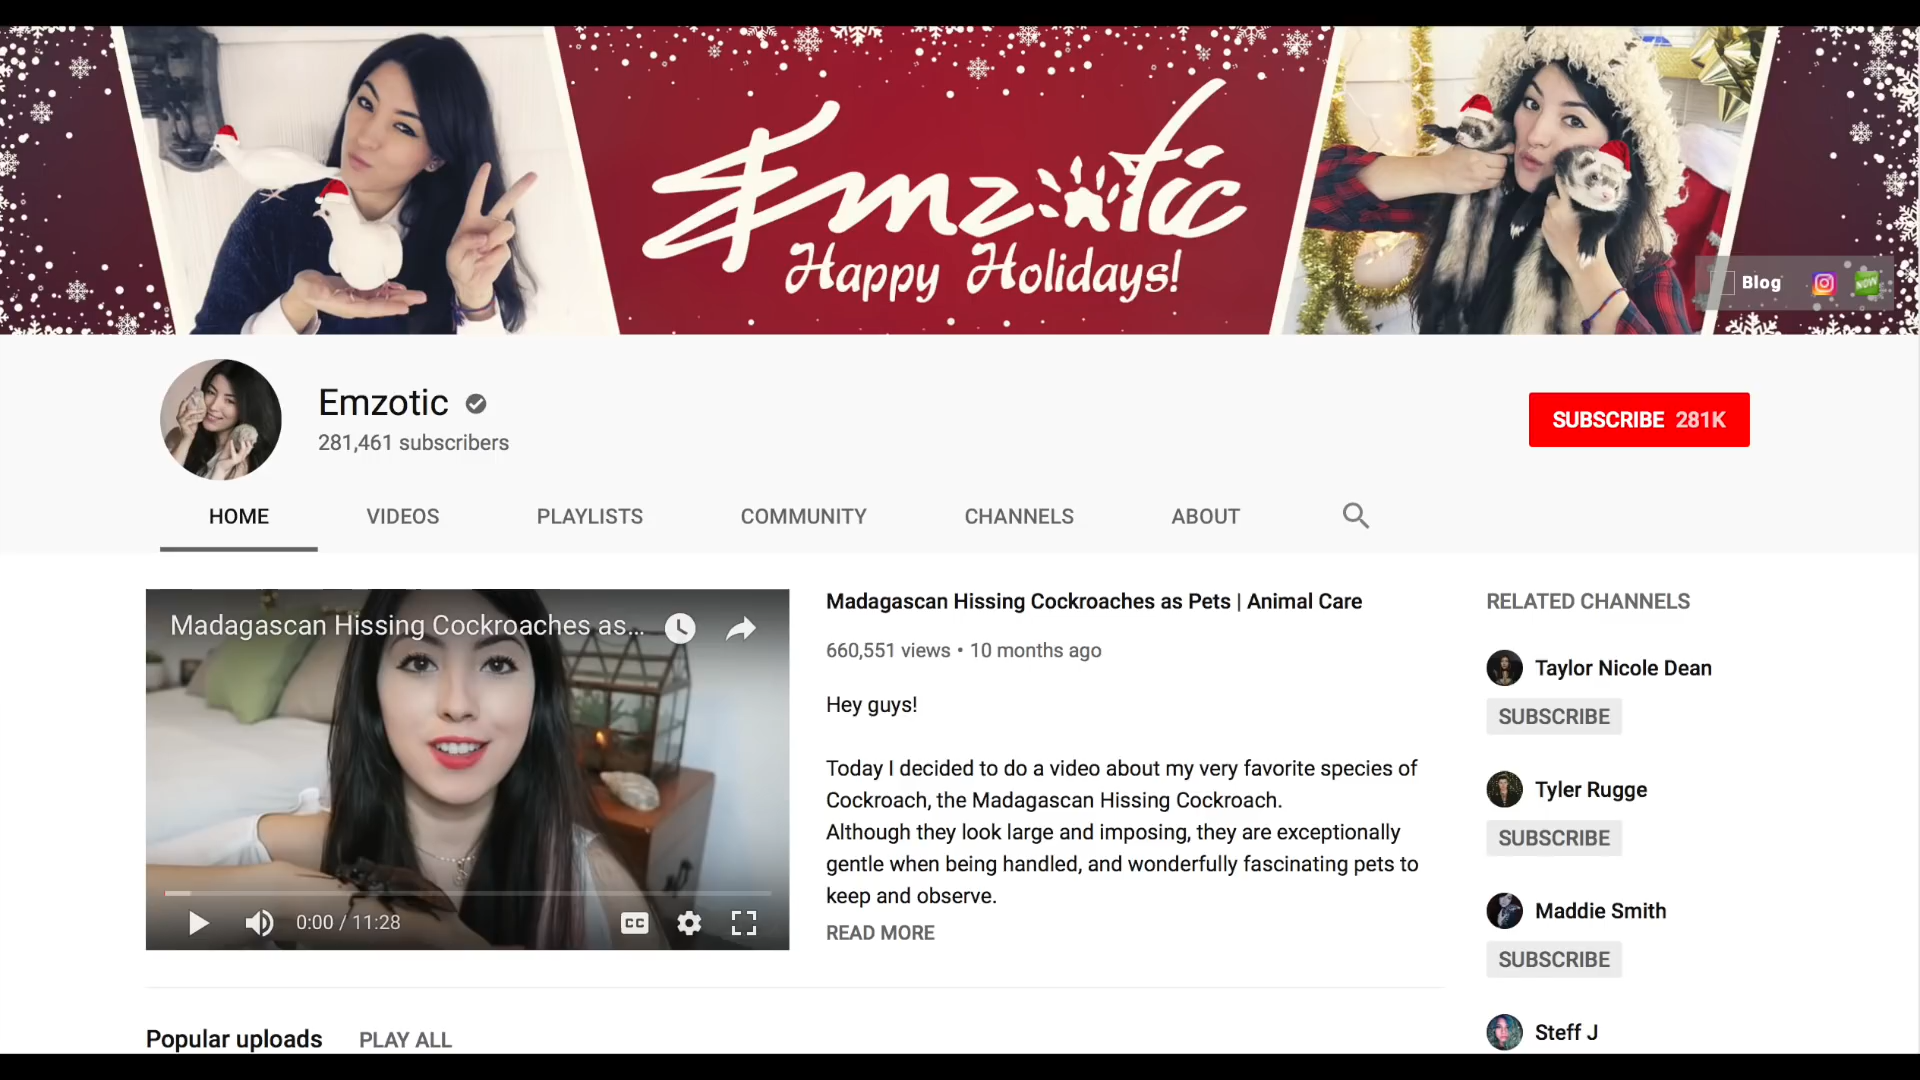 Emzotic
Happy Holidays!
Blog
NOW
Emzotic
281,461 subscribers
SUBSCRIBE 281K
HOME
VIDEOS
PLAYLISTS
COMMUNITY
CHANNELS
ABOUT
Madagascan Hissing Cockroaches as...
0:00 / 11:28
CC
Madagascan Hissing Cockroaches as Pets | Animal Care
660,551 views • 10 months ago
Hey guys!
Today I decided to do a video about my very favorite species of
Cockroach, the Madagascan Hissing Cockroach.
Although they look large and imposing, they are exceptionally
gentle when being handled, and wonderfully fascinating pets to
keep and observe.
READ MORE
RELATED CHANNELS
Taylor Nicole Dean
SUBSCRIBE
Tyler Rugge
SUBSCRIBE
Maddie Smith
SUBSCRIBE
Steff J
Popular uploads
PLAY ALL